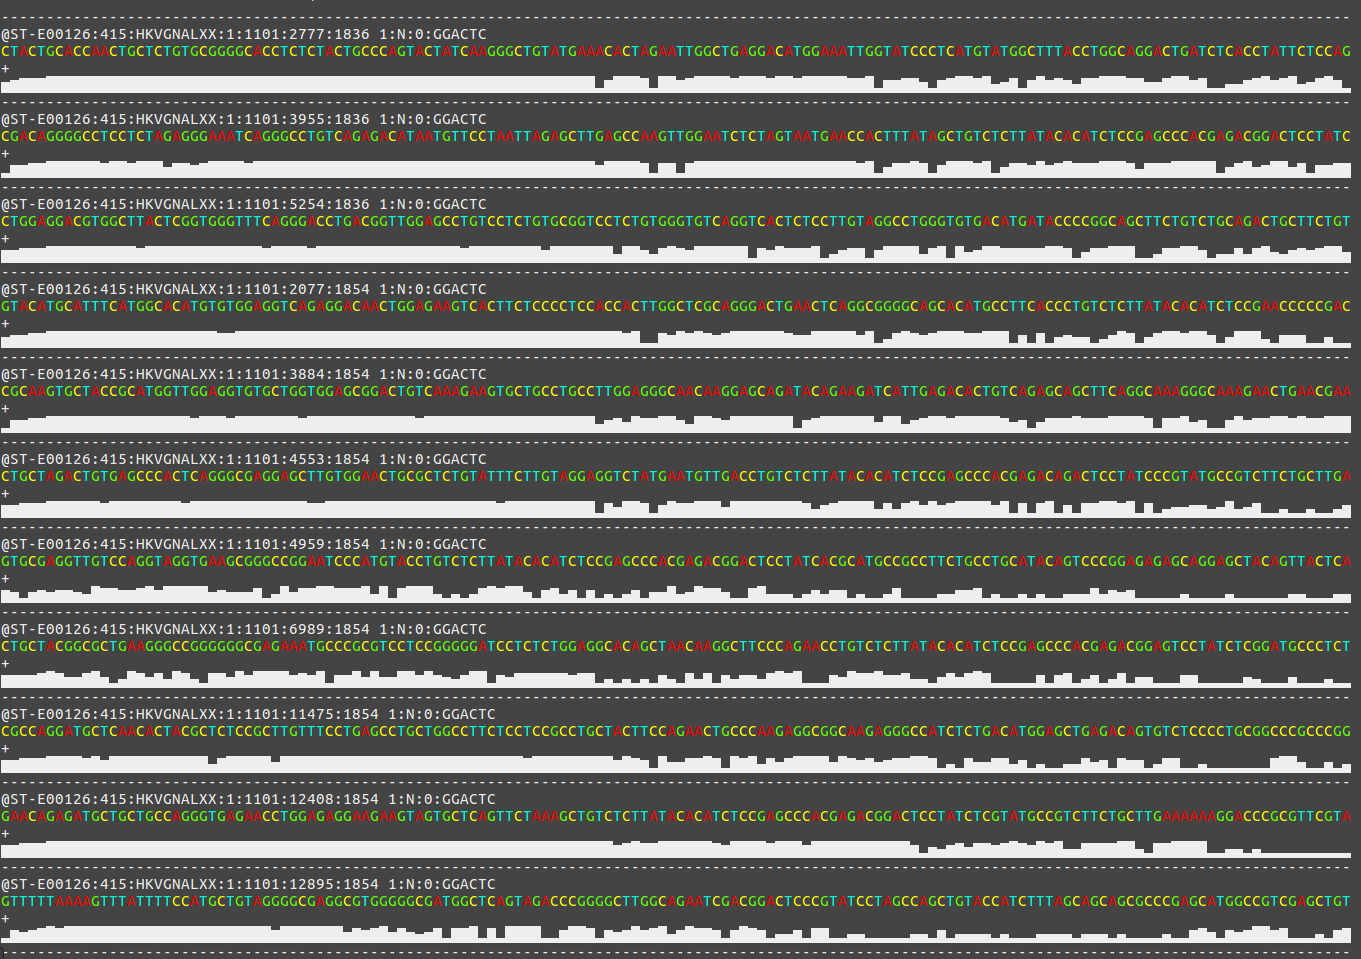 --------------------------------------------------------------------------------------------------------------------------------------------------------
@ST-E00126:415:HKVGNALXX:1:1101:2777:1836 1:N:0:GGACTC
CTACTGCACCAACTGCTCTGTGCGGGGCACCTCTCTACTGCCCAGTACTATCAAGGGCTGTATGAAACACTAGAATTGGCTGAGGACATGGAAATTGGTATCCCTCATGTATGGCTTTACCTGGCAGGACTGATCTCACCTATTCTCCAG
+
--------------------------------------------------------------------------------------------------------------------------------------------------------
@ST-E00126:415:HKVGNALXX:1:1101:3955:1836 1:N:0:GGACTC
CGACAGGGGCCTCCTCTAGAGGGAAATCAGGGCCTGTCAGAGACATAATGTTCCTAATTAGAGCTTGAGCCAAGTTGGAATCTCTAGTAATGAACCACTTTATAGCTGTCTCTTATACACATCTCCGAGCCCACGAGACGGACTCCTATC
+
--------------------------------------------------------------------------------------------------------------------------------------------------------
@ST-E00126:415:HKVGNALXX:1:1101:5254:1836 1:N:0:GGACTC
CTGGAGGACGTGGCTTACTCGGTGGGTTTCAGGGACCTGACGGTTGGAGCCTGTCCTCTGTGCGGTCCTCTGTGGGTGTCAGGTCACTCTCCTTGTAGGCCTGGGTGTGACATGATACCCCGGCAGCTTCTGTCTGCAGACTGCTTCTGT
+
--------------------------------------------------------------------------------------------------------------------------------------------------------
@ST-E00126:415:HKVGNALXX:1:1101:2077:1854 1:N:0:GGACTC
GTACATGCATTTCATGGCACATGTGTGGAGGTCAGAGGACAACTGGAGAAGTCACTTCTCCCCTCCACCACTTGGCTCGCAGGGACTGAACTCAGGCGGGGCAGCACATGCCTTCACCCTGTCTCTTATACACATCTCCGAACCCCCGAC
+
--------------------------------------------------------------------------------------------------------------------------------------------------------
@ST-E00126:415:HKVGNALXX:1:1101:3884:1854 1:N:0:GGACTC
CGCAAGTGCTACCGCATGGTTGGAGGTGTGCTGGTGGAGCGGACTGTCAAAGAAGTGCTGCCTGCCTTGGAGGGCAACAAGGAGCAGATACAGAAGATCATTGAGACACTGTCAGAGCAGCTTCAGGCAAAGGGCAAAGAACTGAACGAA
+
--------------------------------------------------------------------------------------------------------------------------------------------------------
@ST-E00126:415:HKVGNALXX:1:1101:4553:1854 1:N:0:GGACTC
CTGCTAGACTGTGAGCCCACTCAGGGCGAGGAGCTTGTGGAACTGCGCTCTGTATTTCTTGTAGGAGGTCTATGAATGTTGACCTGTCTCTTATACACATCTCCGAGCCCACGAGACAGACTCCTATCCCGTATGCCGTCTTCTGCTTGA
+
--------------------------------------------------------------------------------------------------------------------------------------------------------
@ST-E00126:415:HKVGNALXX:1:1101:4959:1854 1:N:0:GGACTC
GTGCGAGGTTGTCCAGGTAGGTGAAGCGGGCCGGAATCCCATGTACCTGTCTCTTATACACATCTCCGAGCCCACGAGACGGACTCCTATCACGCATGCCGCCTTCTGCCTGCATACAGTCCCGGAGAGAGCAGGAGCTACAGTTACTCA
+
--------------------------------------------------------------------------------------------------------------------------------------------------------
@ST-E00126:415:HKVGNALXX:1:1101:6989:1854 1:N:0:GGACTC
CTGCTACGGCGCTGAAGGGCCGGGGGGCGAGAAATGCCCGCGTCCTCCGGGGGATCCTCTCTGGAGGCACAGCTAACAAGGCTTCCCAGAACCTGTCTCTTATACACATCTCCGAGCCCACGAGACGGAGTCCTATCTCGGATGCCCTCT
+
--------------------------------------------------------------------------------------------------------------------------------------------------------
@ST-E00126:415:HKVGNALXX:1:1101:11475:1854 1:N:0:GGACTC
CGCCAGGATGCTCAACACTACGCTCTCCGCTTGTTTCCTGAGCCTGCTGGCCTTCTCCTCCGCCTGCTACTTCCAGAACTGCCCAAGAGGCGGCAAGAGGGCCATCTCTGACATGGAGCTGAGACAGTGTCTCCCCTGCGGCCCGCCCGG
+
--------------------------------------------------------------------------------------------------------------------------------------------------------
@ST-E00126:415:HKVGNALXX:1:1101:12408:1854 1:N:0:GGACTC
GAACAGAGATGCTGCTGCCAGGGTGAGAACCTGGAGAGGAAGAAGTAGTGCTCAGTTCTAAAGCTGTCTCTTATACACATCTCCGAGCCCACGAGACGGACTCCTATCTCGTATGCCGTCTTCTGCTTGAAAAAAGGACCCGCGTTCGTA
+
--------------------------------------------------------------------------------------------------------------------------------------------------------
@ST-E00126:415:HKVGNALXX:1:1101:12895:1854 1:N:0:GGACTC
GTTTTTAAAAGTTTATTTTCCATGCTGTAGGGGCGAGGCGTGGGGGCGATGGCTCAGTAGACCCGGGGCTTGGCAGAATCGACGGACTCCCGTATCCTAGCCAGCTGTACCATCTTTAGCAGCAGCGCCCGAGCATGGCCGTCGAGCTGT
+
--------------------------------------------------------------------------------------------------------------------------------------------------------